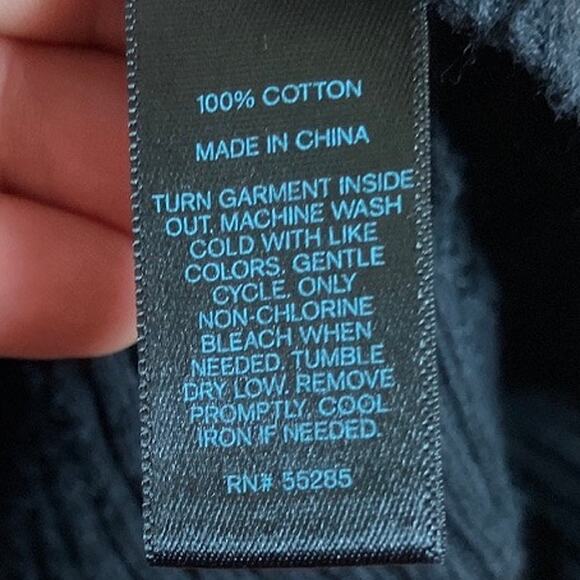 100% COTTON
MADE IN CHINA
TURN GARMENT INSIDE
OUT. MACHINE WASH
COLD WITH LIKE
COLORS. GENTLE
CYCLE. ONLY
NON-CHLORINE
BLEACH WHEN
NEEDED. TUMBLE
DRY LOW. REMOVE
PROMPTLY. COOL
IRON IF NEEDED.
RN# 55285